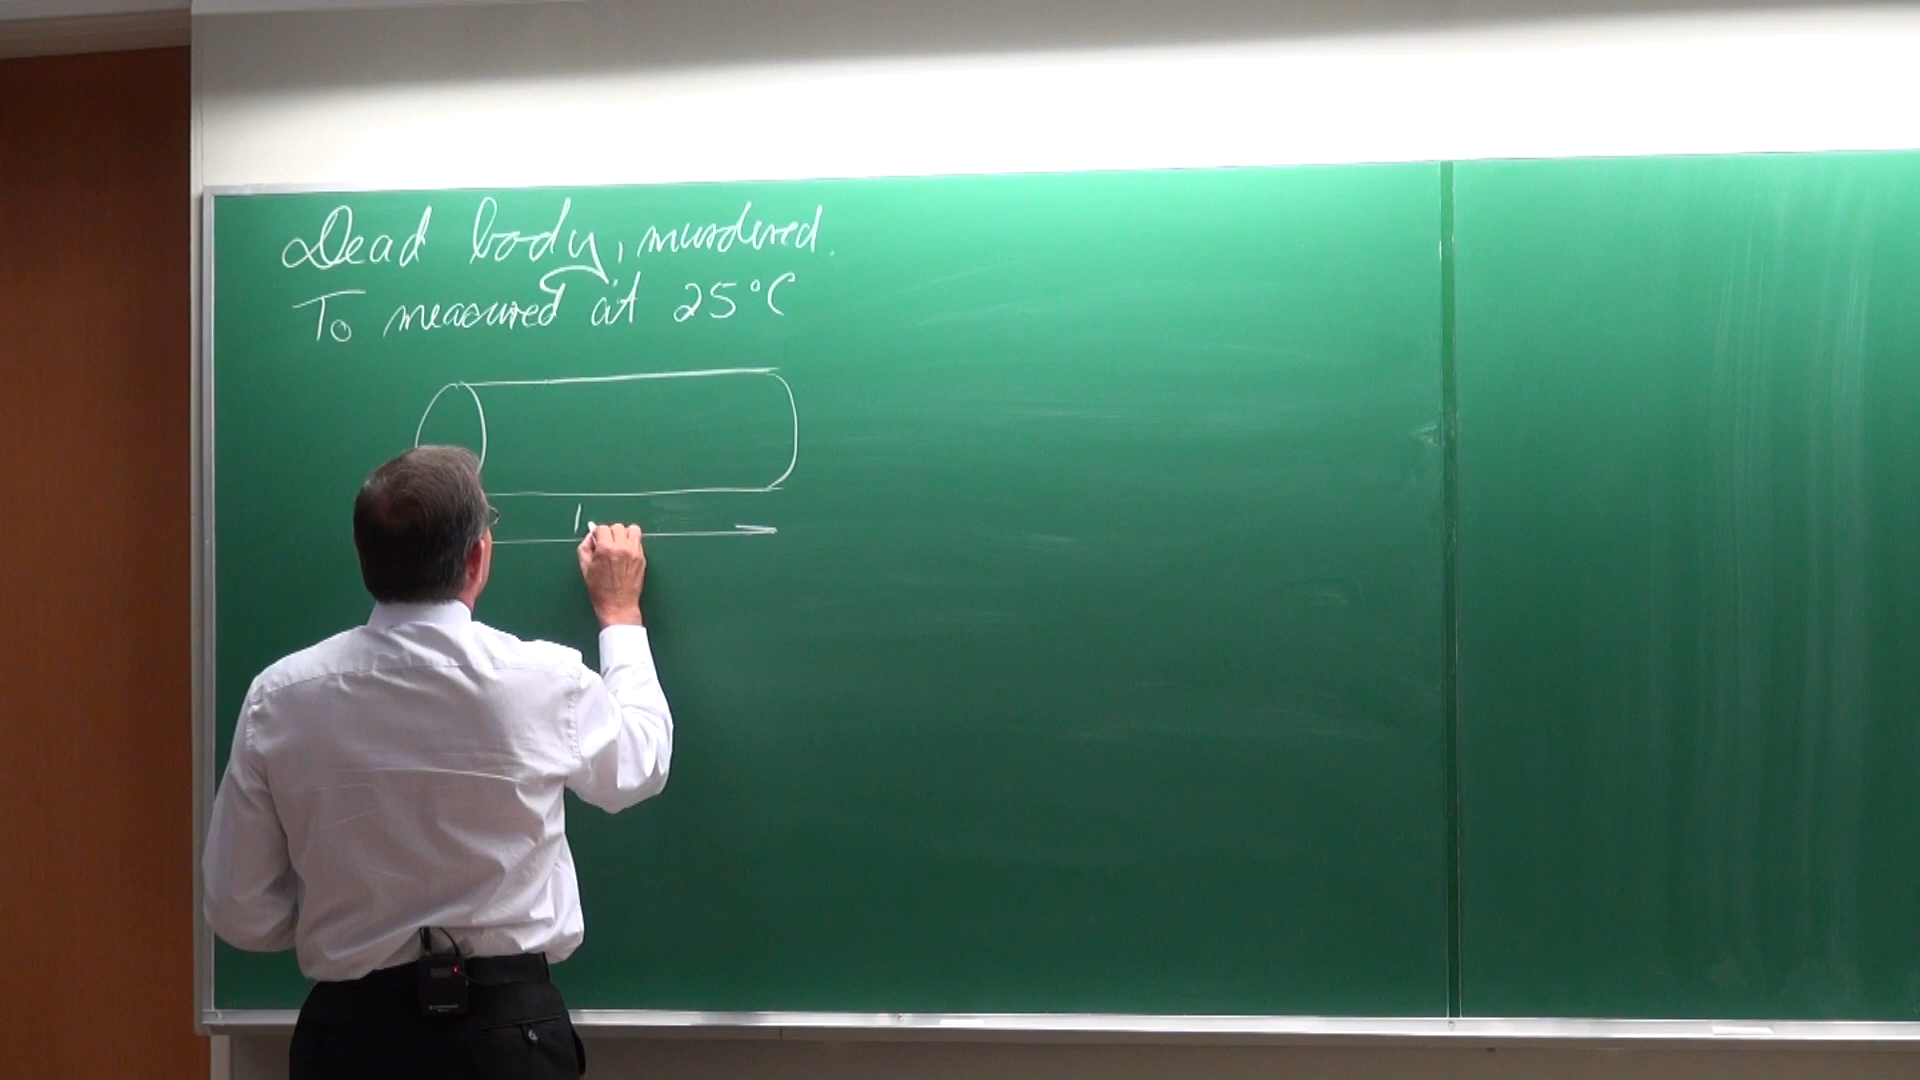 Dead body, murdered.
To measured at 25°C